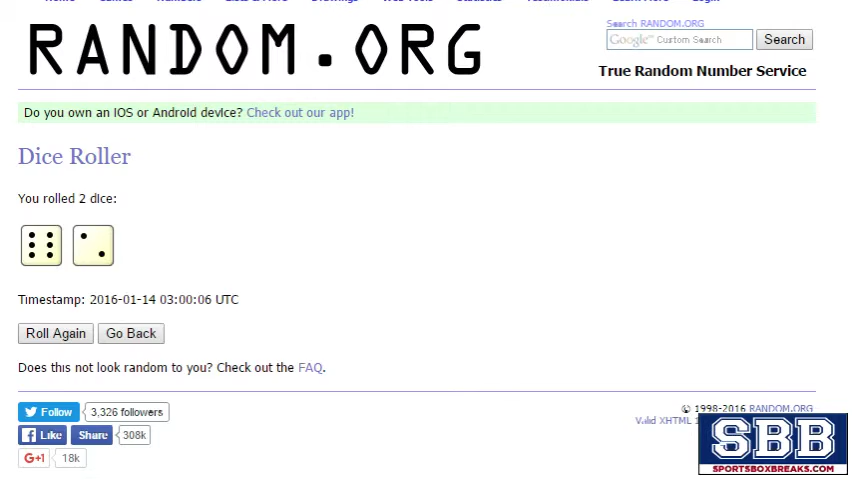 RANDOM.ORG
Search RANDOM.ORG
Google™ Custom Search
Search
True Random Number Service
Do you own an iOS or Android device? Check out our app!
Dice Roller
You rolled 2 dice:
Timestamp: 2016-01-14 03:00:06 UTC
Roll Again
Go Back
Does this not look random to you? Check out the FAQ.
Follow
3,326 followers
Like
Share
308k
G+1
18k
© 1998-2016 RANDOM.ORG
Valid XHTML
SBB
SPORTSBOXBREAKS.COM